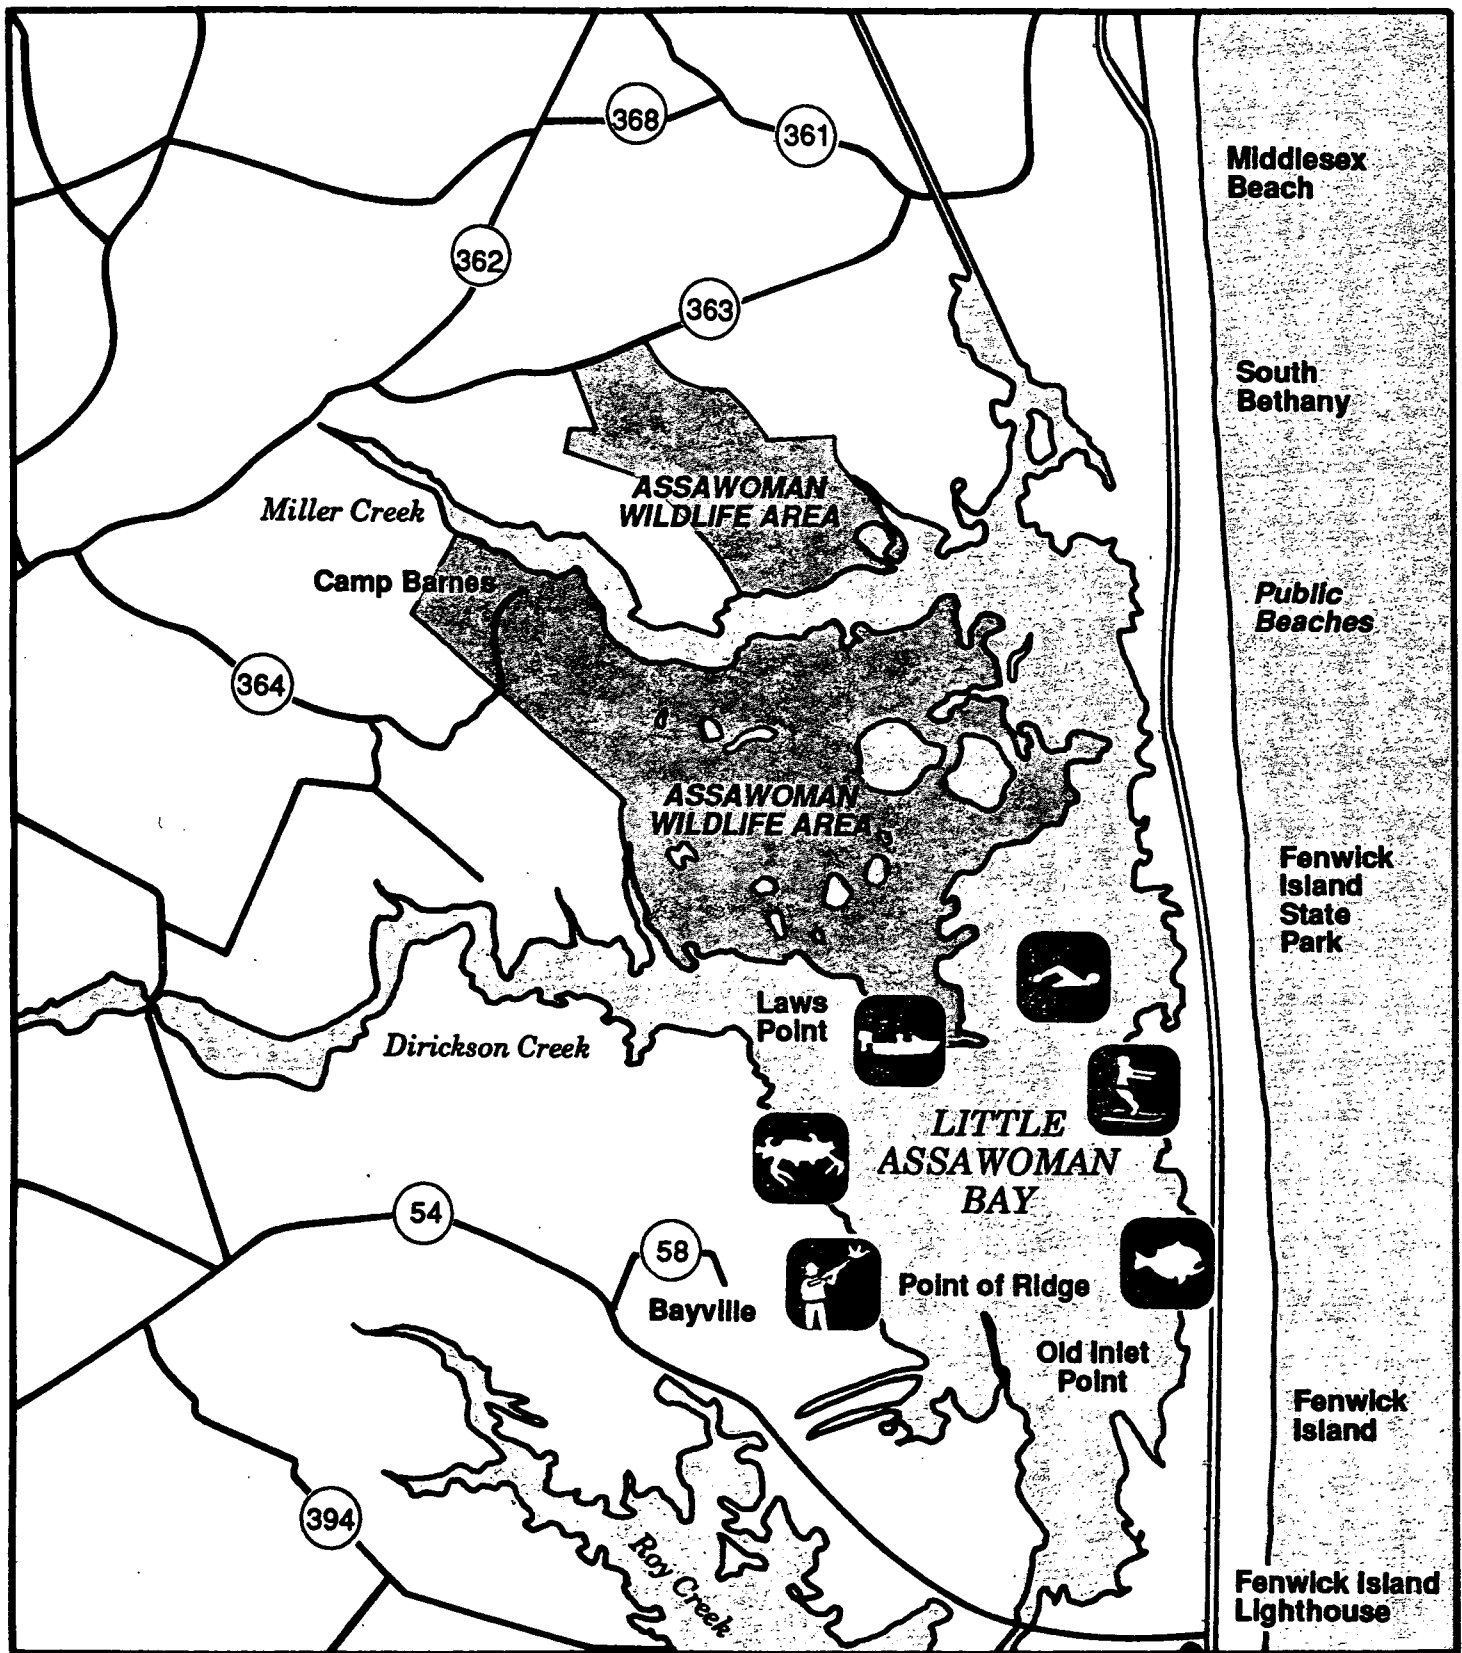 368
361
Middlesex
Beach
362
363
South
Bethany
ASSAWOMAN
WILDLIFE AREA
Miller Creek
Camp Barnes
Public
Beaches
364
ASSAWOMAN
WILDLIFE AREA
Fenwick
Island
State
Park
Laws
Point
Dirickson Creek
LITTLE
ASSAWOMAN
BAY
54
58
Bayville
Point of Ridge
Old Inlet
Point
Fenwick
Island
394
Roy Creek
Fenwick Island
Lighthouse